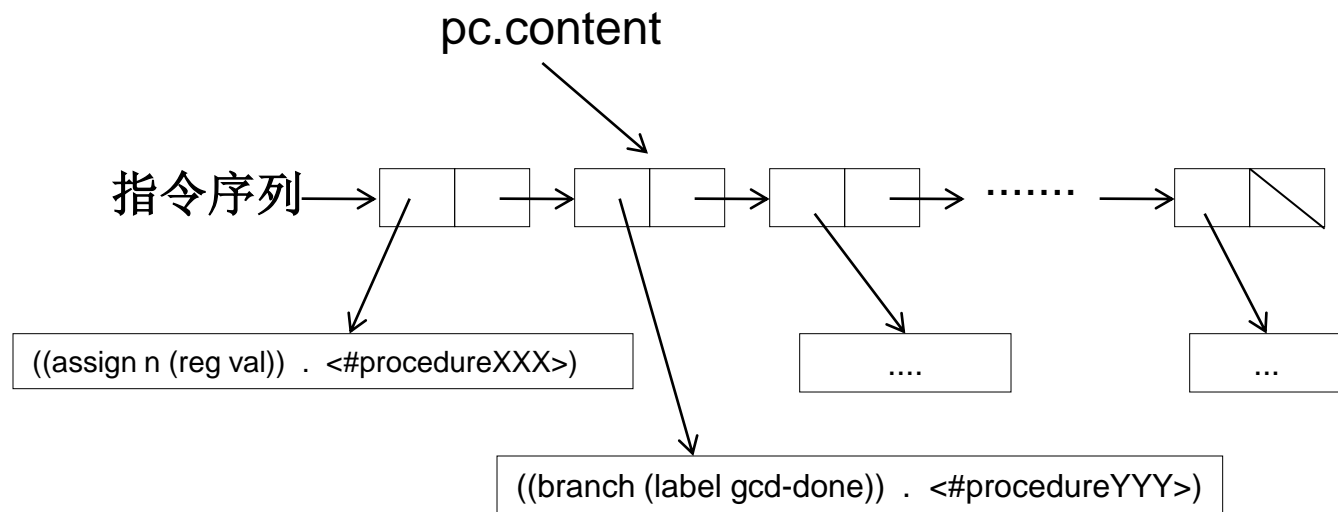 pc.content
指令序列
.......
((assign n (reg val)) . <#procedureXXX>)
....
...
((branch (label gcd-done)) . <#procedureYYY>)